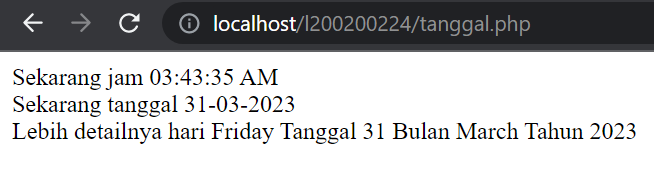 localhost/l200200224/tanggal.php
Sekarang jam 03:43:35 AM
Sekarang tanggal 31-03-2023
Lebih detailnya hari Friday Tanggal 31 Bulan March Tahun 2023